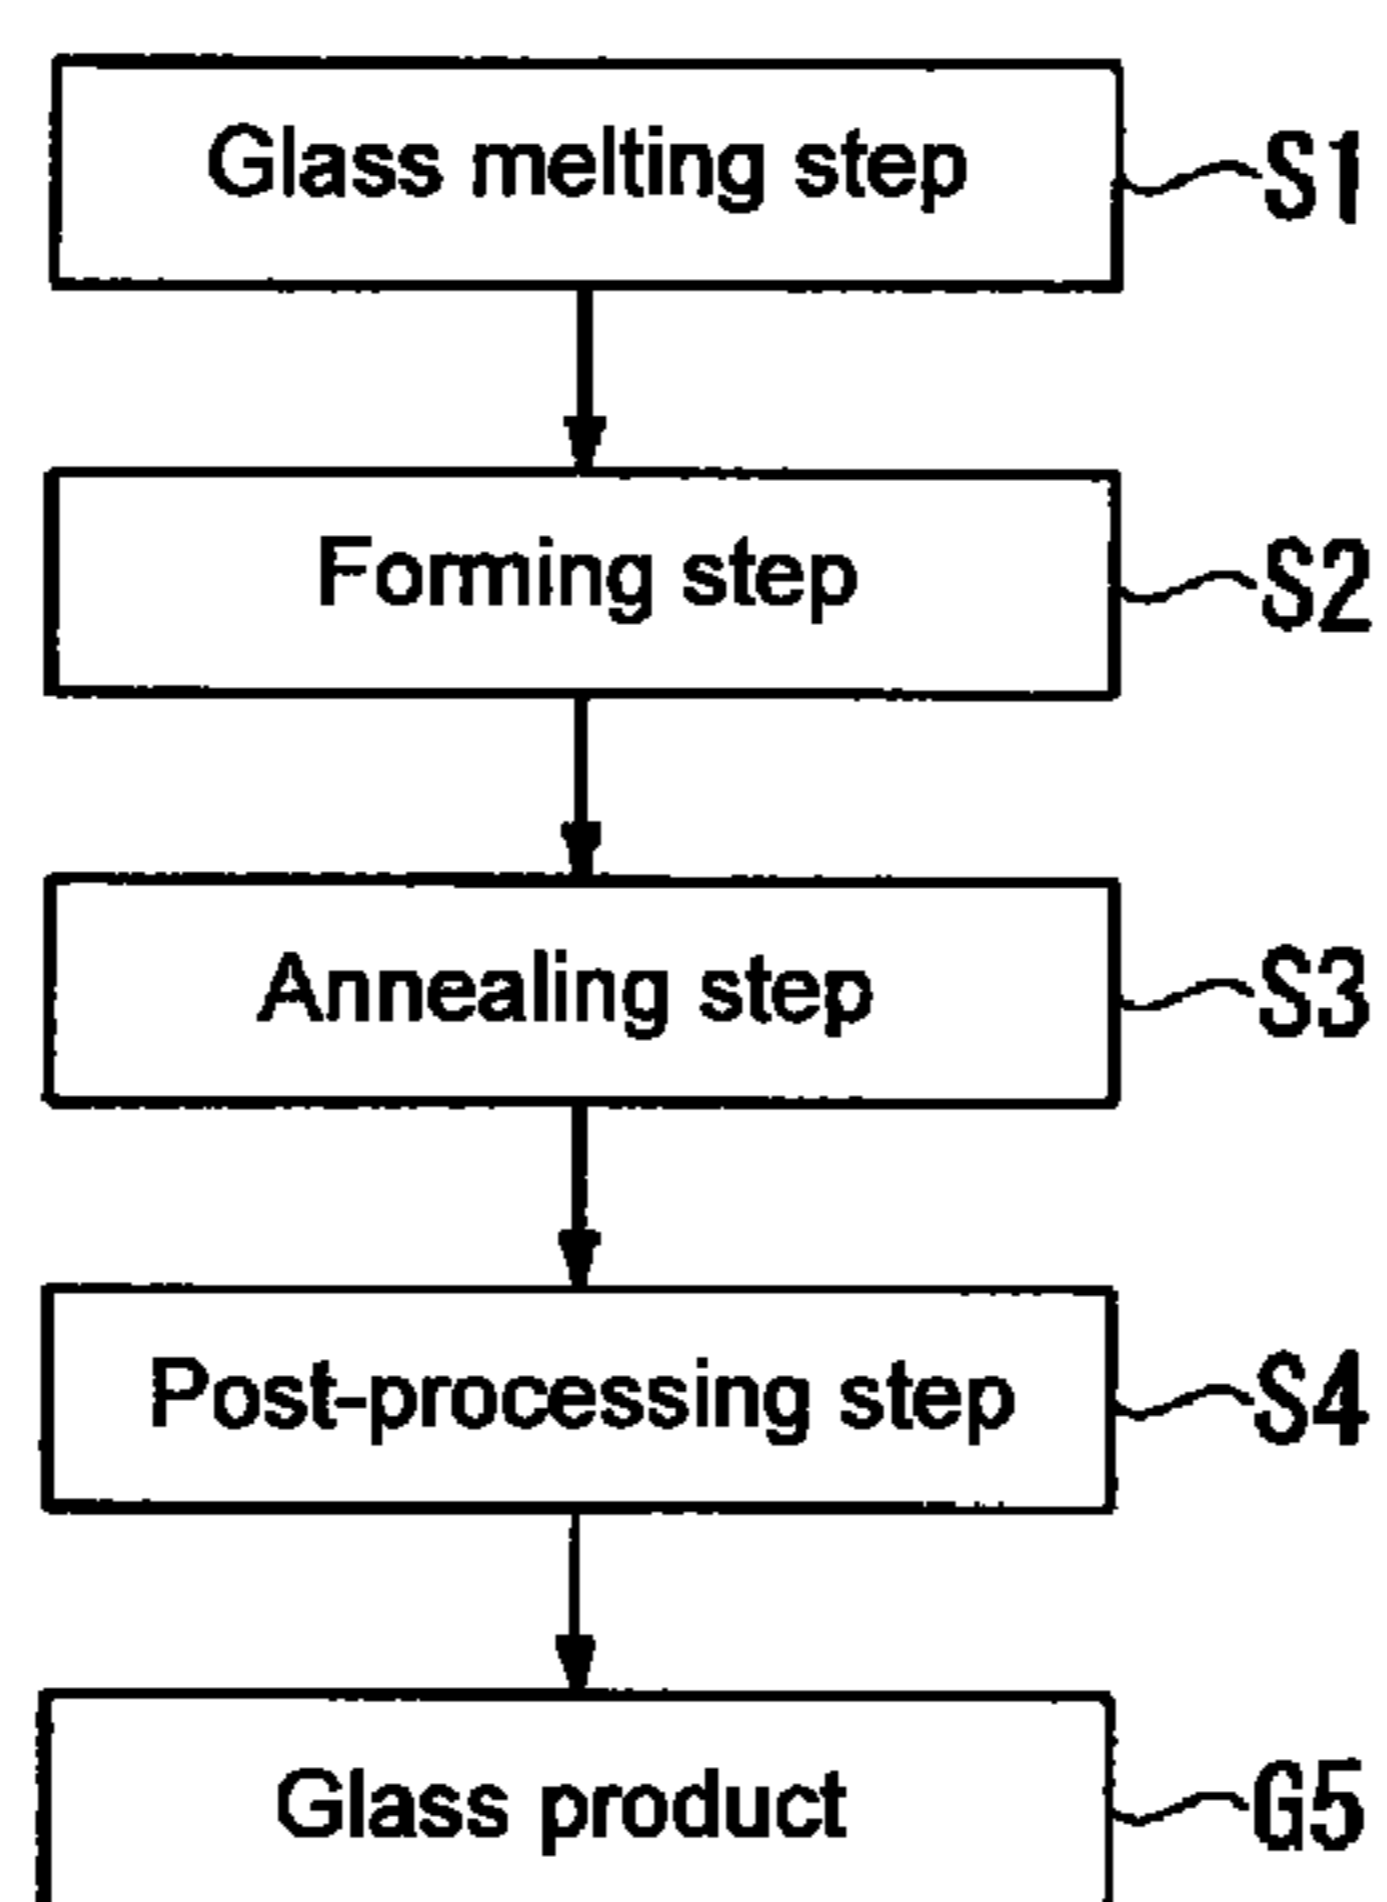 Glass melting step S1
Forming step S2
Annealing step S3
Post-processing step S4
Glass product G5